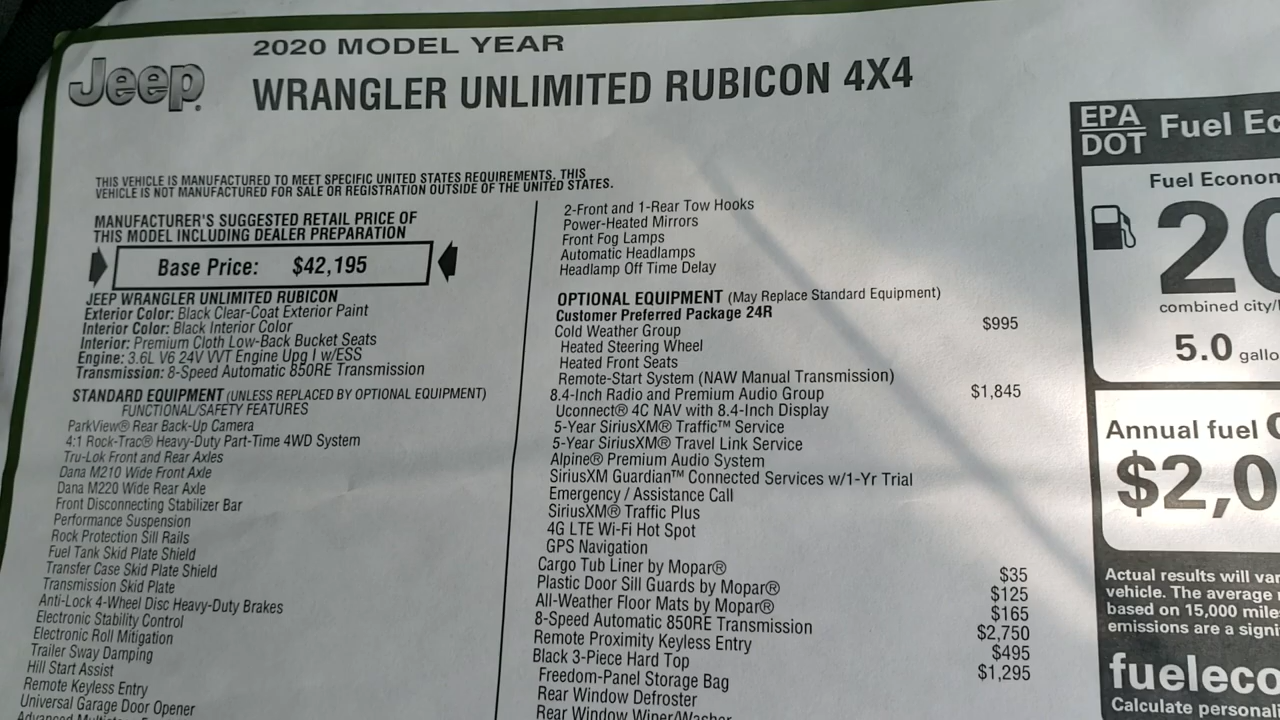 Jeep
2020 MODEL YEAR
WRANGLER UNLIMITED RUBICON 4X4
THIS VEHICLE IS MANUFACTURED TO MEET SPECIFIC UNITED STATES REQUIREMENTS. THIS
VEHICLE IS NOT MANUFACTURED FOR SALE OR REGISTRATION OUTSIDE OF THE UNITED STATES.
MANUFACTURER'S SUGGESTED RETAIL PRICE OF
THIS MODEL INCLUDING DEALER PREPARATION
Base Price: $42,195
JEEP WRANGLER UNLIMITED RUBICON
Exterior Color: Black Clear-Coat Exterior Paint
Interior Color: Black Interior Color
Interior: Premium Cloth Low-Back Bucket Seats
Engine: 3.6L V6 24V VVT Engine Upg I w/ESS
Transmission: 8-Speed Automatic 850RE Transmission
STANDARD EQUIPMENT (UNLESS REPLACED BY OPTIONAL EQUIPMENT)
FUNCTIONAL/SAFETY FEATURES
ParkView® Rear Back-Up Camera
4:1 Rock-Trac® Heavy-Duty Part-Time 4WD System
Tru-Lok Front and Rear Axles
Dana M210 Wide Front Axle
Dana M220 Wide Rear Axle
Front Disconnecting Stabilizer Bar
Performance Suspension
Rock Protection Sill Rails
Fuel Tank Skid Plate Shield
Transfer Case Skid Plate Shield
Transmission Skid Plate
Anti-Lock 4-Wheel Disc Heavy-Duty Brakes
Electronic Stability Control
Electronic Roll Mitigation
Trailer Sway Damping
Hill Start Assist
Remote Keyless Entry
Universal Garage Door Opener
2-Front and 1-Rear Tow Hooks
Power-Heated Mirrors
Front Fog Lamps
Automatic Headlamps
Headlamp Off Time Delay
OPTIONAL EQUIPMENT (May Replace Standard Equipment)
Customer Preferred Package 24R
Cold Weather Group $995
Heated Steering Wheel
Heated Front Seats
Remote-Start System (NAW Manual Transmission)
8.4-Inch Radio and Premium Audio Group $1,845
Uconnect® 4C NAV with 8.4-Inch Display
5-Year SiriusXM® Traffic™ Service
5-Year SiriusXM® Travel Link Service
Alpine® Premium Audio System
SiriusXM Guardian™ Connected Services w/1-Yr Trial
Emergency / Assistance Call
SiriusXM® Traffic Plus
4G LTE Wi-Fi Hot Spot
GPS Navigation
Cargo Tub Liner by Mopar® $35
Plastic Door Sill Guards by Mopar® $125
All-Weather Floor Mats by Mopar® $165
8-Speed Automatic 850RE Transmission $2,750
Remote Proximity Keyless Entry $495
Black 3-Piece Hard Top $1,295
Freedom-Panel Storage Bag
Rear Window Defroster
Rear Window Wiper/Washer
EPA
DOT
Fuel Ec
Fuel Econom
20
combined city/
5.0 gallo
Annual fuel
$2,0
Actual results will var
vehicle. The average
based on 15,000 mile
emissions are a signi
fueleco
Calculate personali